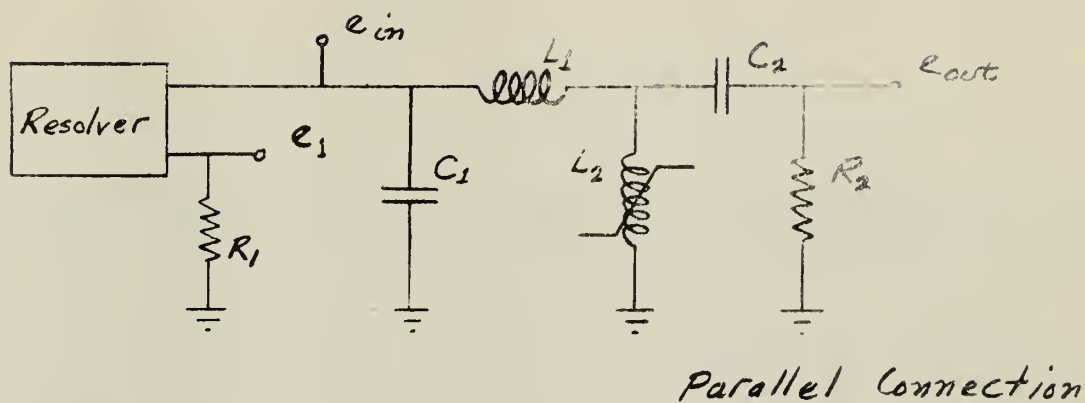 e in
L1
C2
e out
Resolver
e1
C1
L2
R2
R1
Parallel Connection